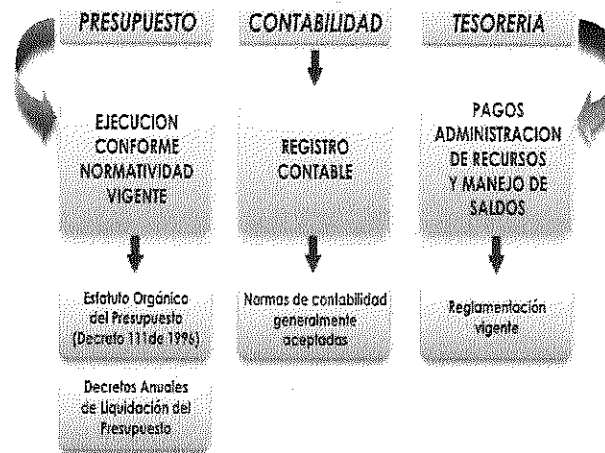 PRESUPUESTO
CONTABILIDAD
TESORERIA
EJECUCION
CONFORME
NORMATIVIDAD
VIGENTE
REGISTRO
CONTABLE
PAGOS
ADMINISTRACION
DE RECURSOS
Y MANEJO DE
SALDOS
Estatuto Orgánico
del Presupuesto
(Decreto 111de 1996)
Normas de contabilidad
generalmente
aceptadas
Reglamentación
vigente
Decretos Anuales
de Liquidación del
Presupuesto